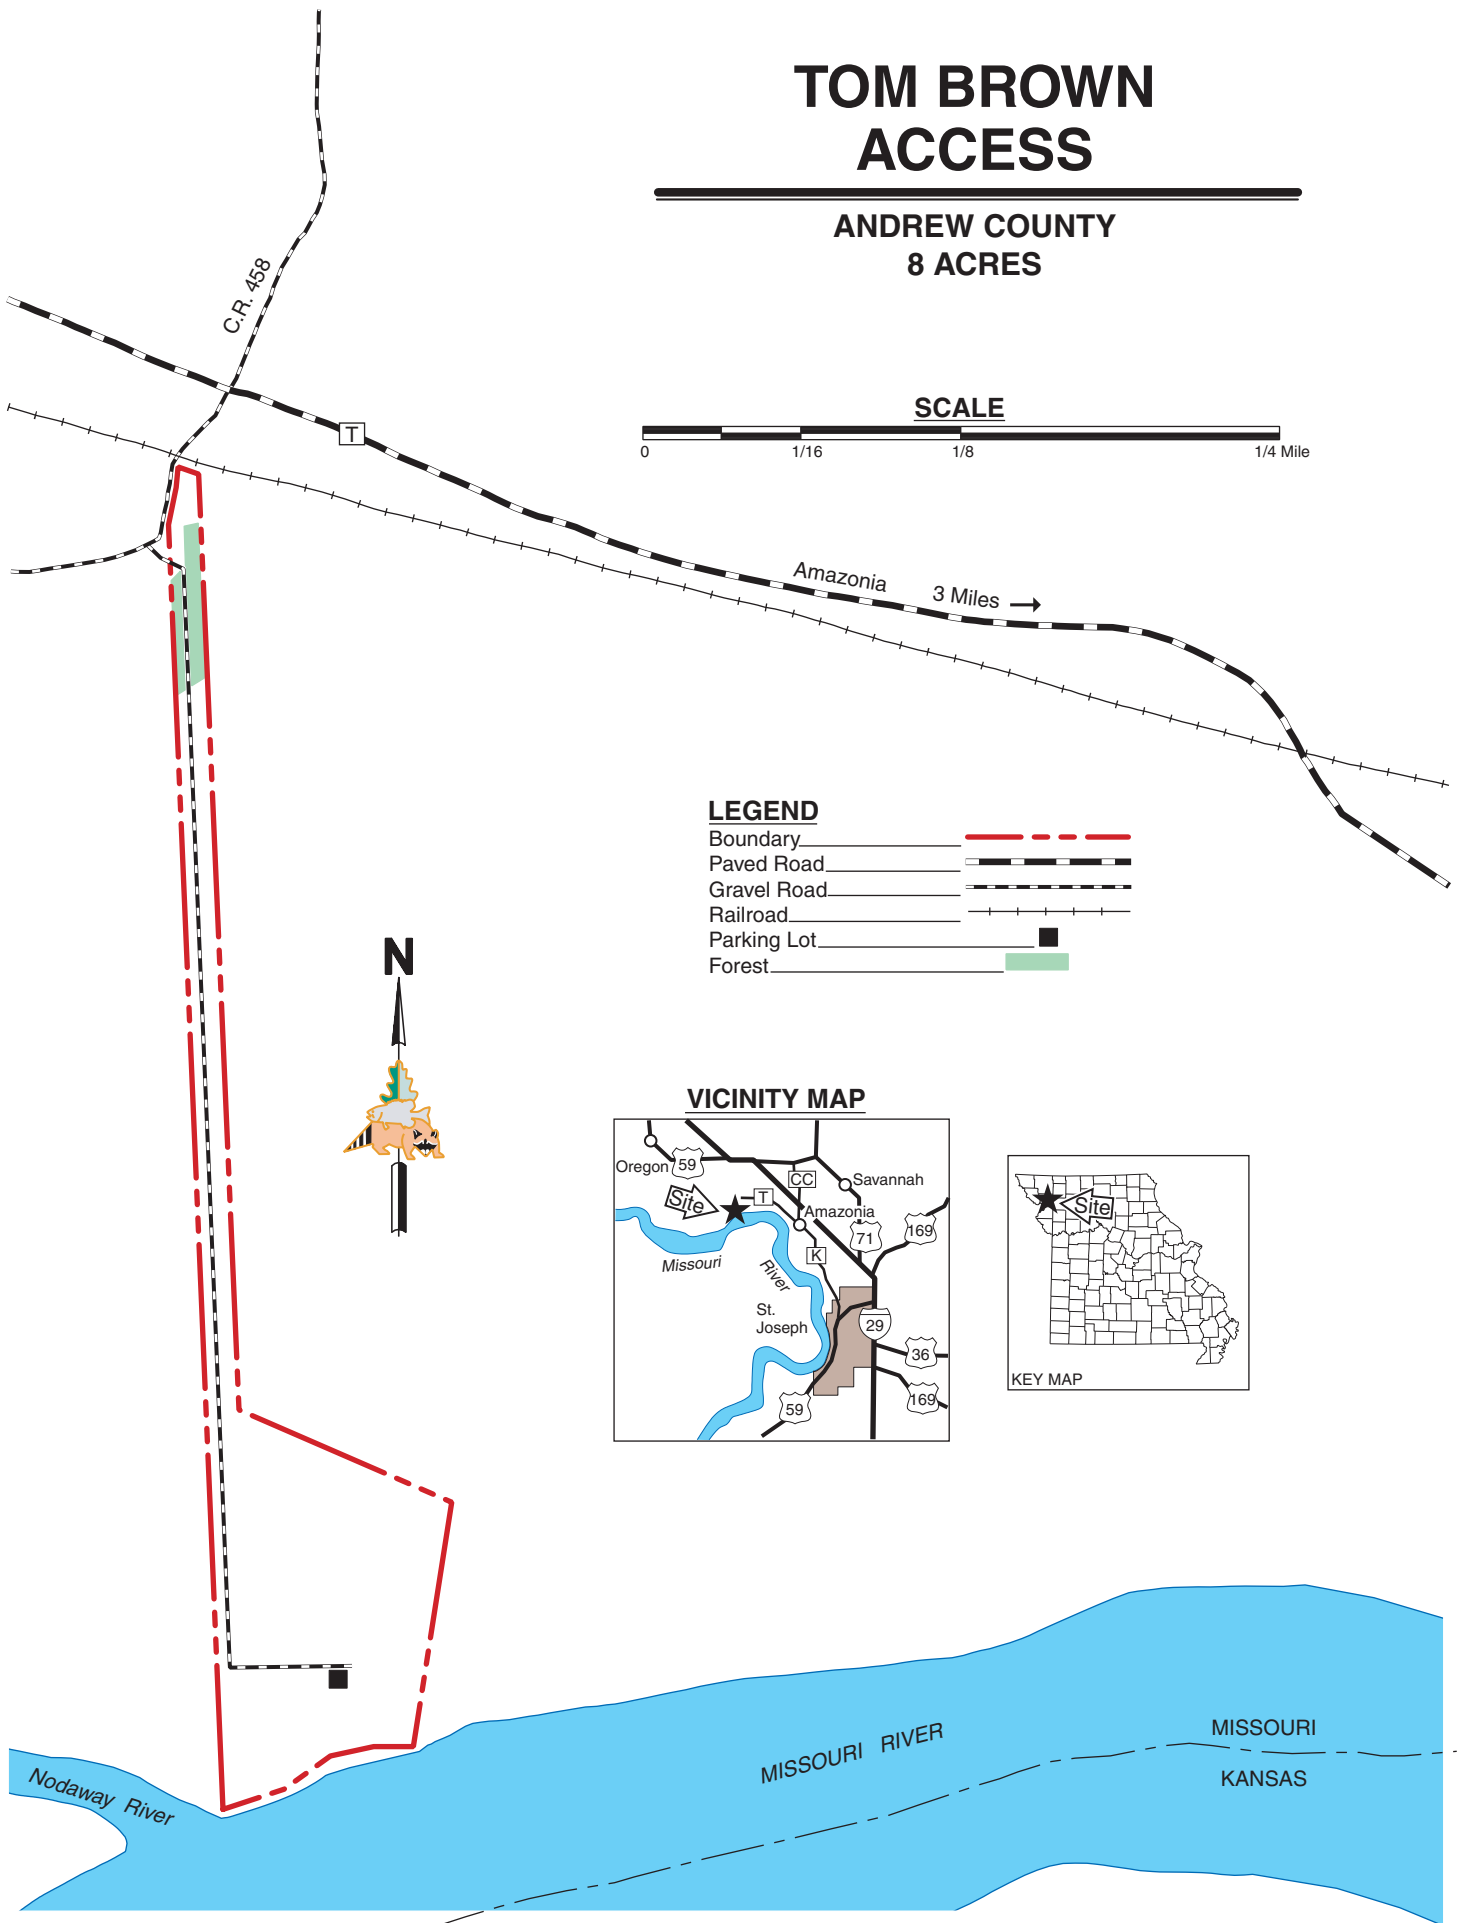 TOM BROWN
ACCESS
ANDREW COUNTY
8 ACRES
C.R. 458
T
SCALE
0 1/16 1/8 1/4 Mile
Amazonia 3 Miles
LEGEND
Boundary
Paved Road
Gravel Road
Railroad
Parking Lot
Forest
N
VICINITY MAP
Oregon
59
CC
Savannah
Site
T
Amazonia
71
169
Missouri
River
K
St.
Joseph
29
36
169
59
Site
KEY MAP
MISSOURI RIVER
MISSOURI
KANSAS
Nodaway River